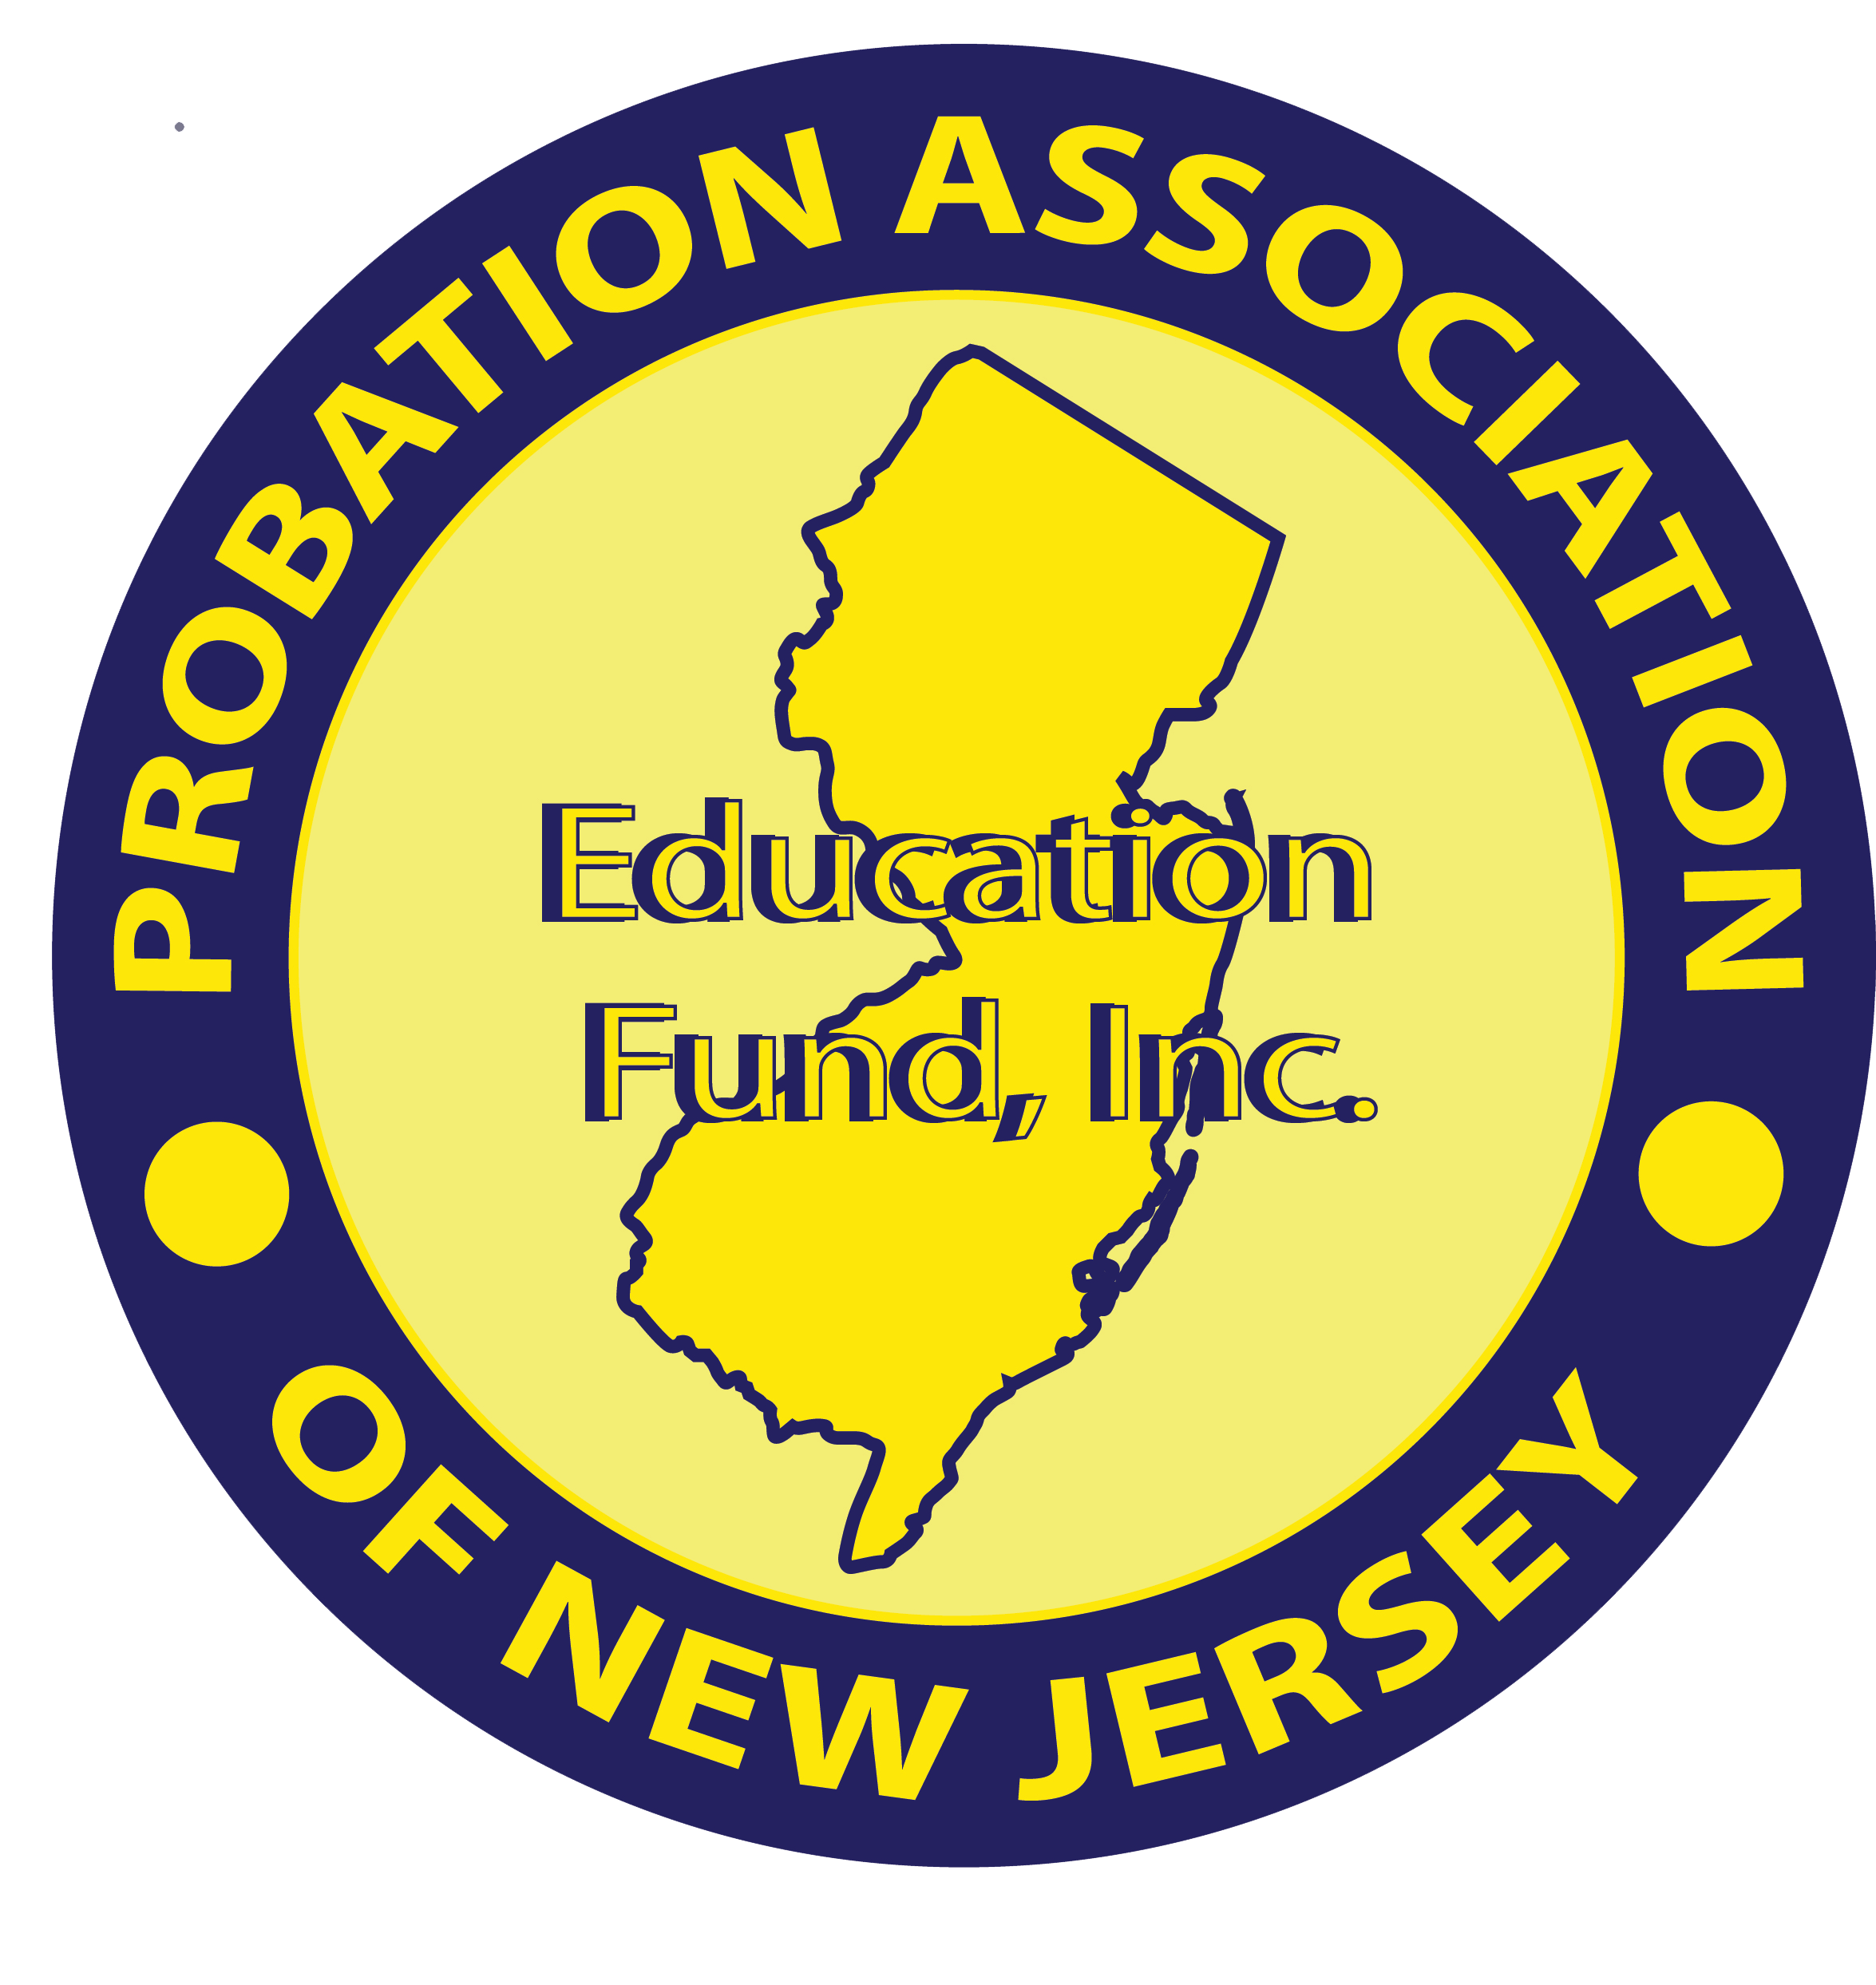 PROBATION ASSOCIATION
Education
Fund, Inc.
OF NEW JERSEY